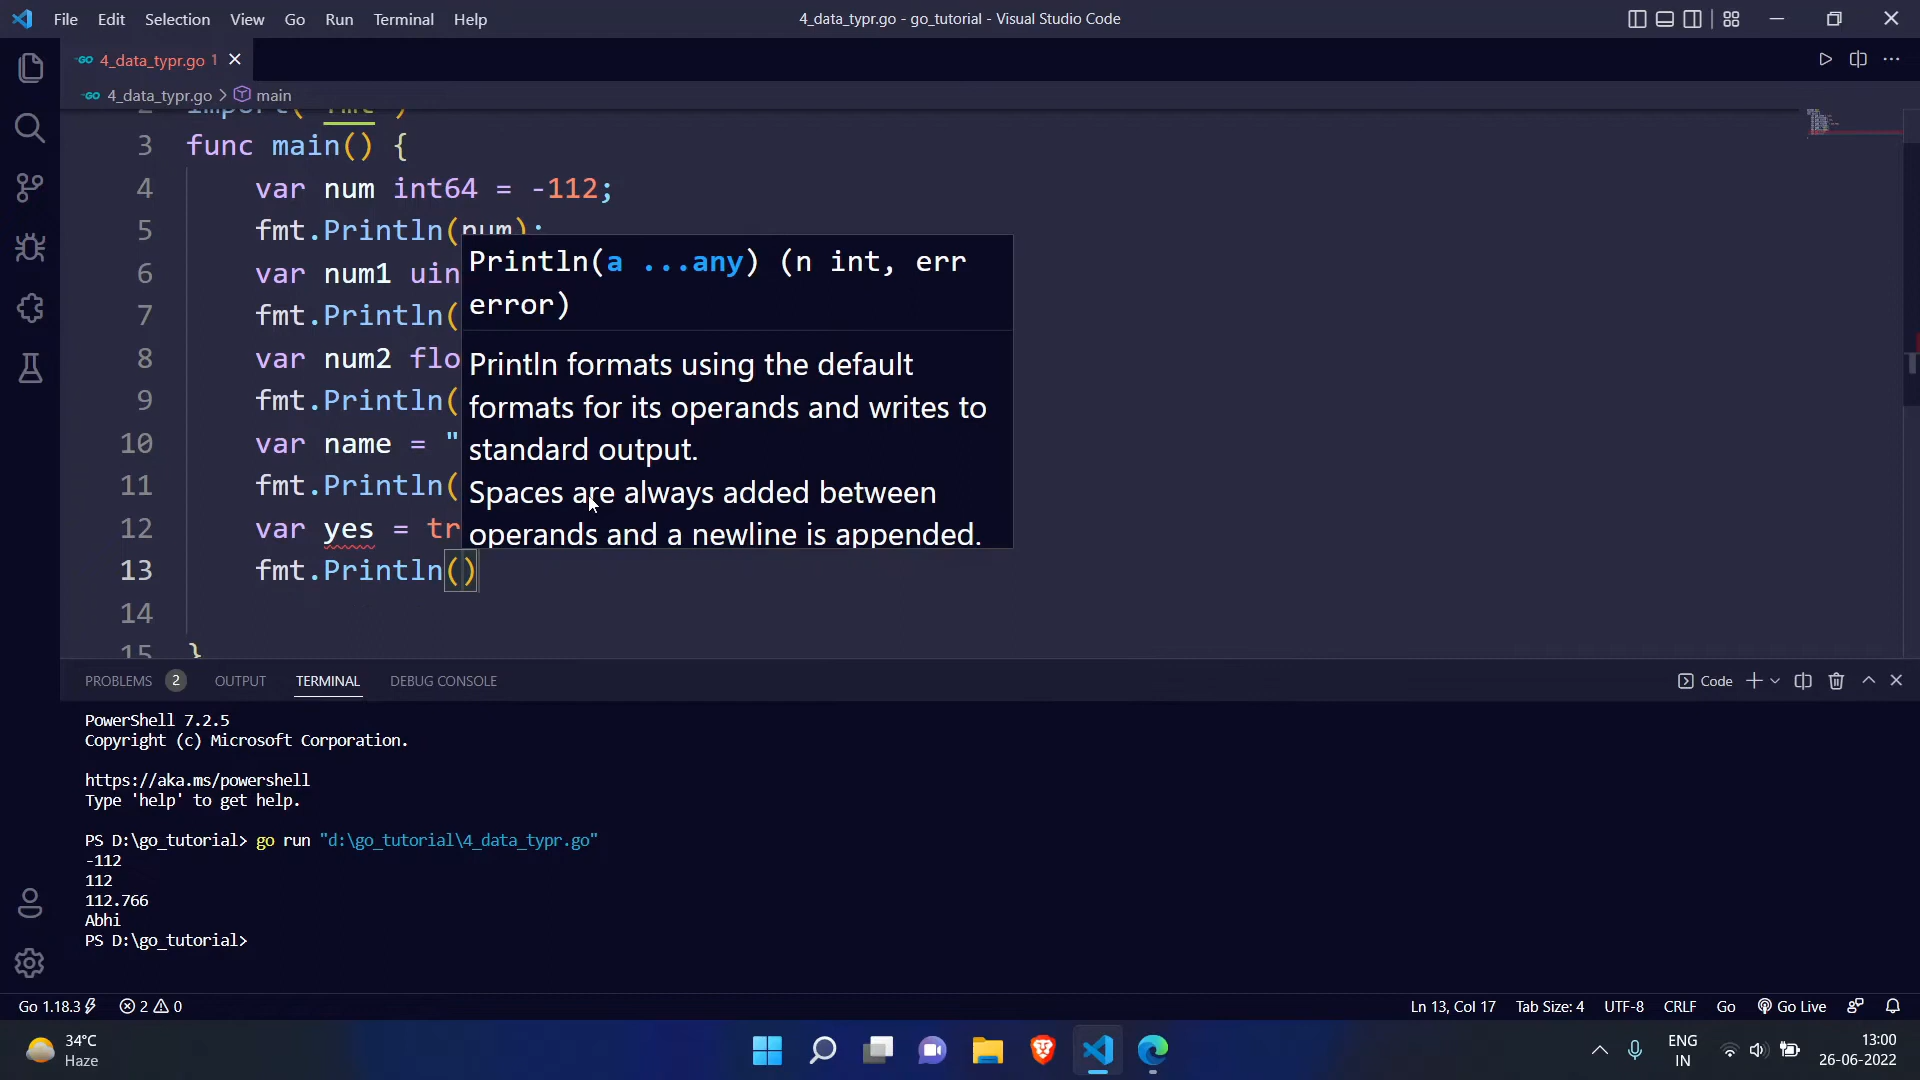 File Edit Selection View Go Run Terminal Help
4_data_typr.go - go_tutorial - Visual Studio Code
GO 4_data_typr.go 1
GO 4_data_typr.go > main
3 func main() {
4 var num int64 = -112;
5 fmt.Println(num);
6 var num1 uin
7 fmt.Println(
8 var num2 flo
9 fmt.Println(
10 var name = "
11 fmt.Println(
12 var yes = tr
13 fmt.Println()
14
15 }
Println(a ...any) (n int, err
error)
Println formats using the default
formats for its operands and writes to
standard output.
Spaces are always added between
operands and a newline is appended.
PROBLEMS 2 OUTPUT TERMINAL DEBUG CONSOLE
Code
PowerShell 7.2.5
Copyright (c) Microsoft Corporation.
https://aka.ms/powershell
Type 'help' to get help.
PS D:\go_tutorial> go run "d:\go_tutorial\4_data_typr.go"
-112
112
112.766
Abhi
PS D:\go_tutorial>
Go 1.18.3 2 0
Ln 13, Col 17 Tab Size: 4 UTF-8 CRLF Go Go Live
34°C
Haze
ENG
IN
13:00
26-06-2022